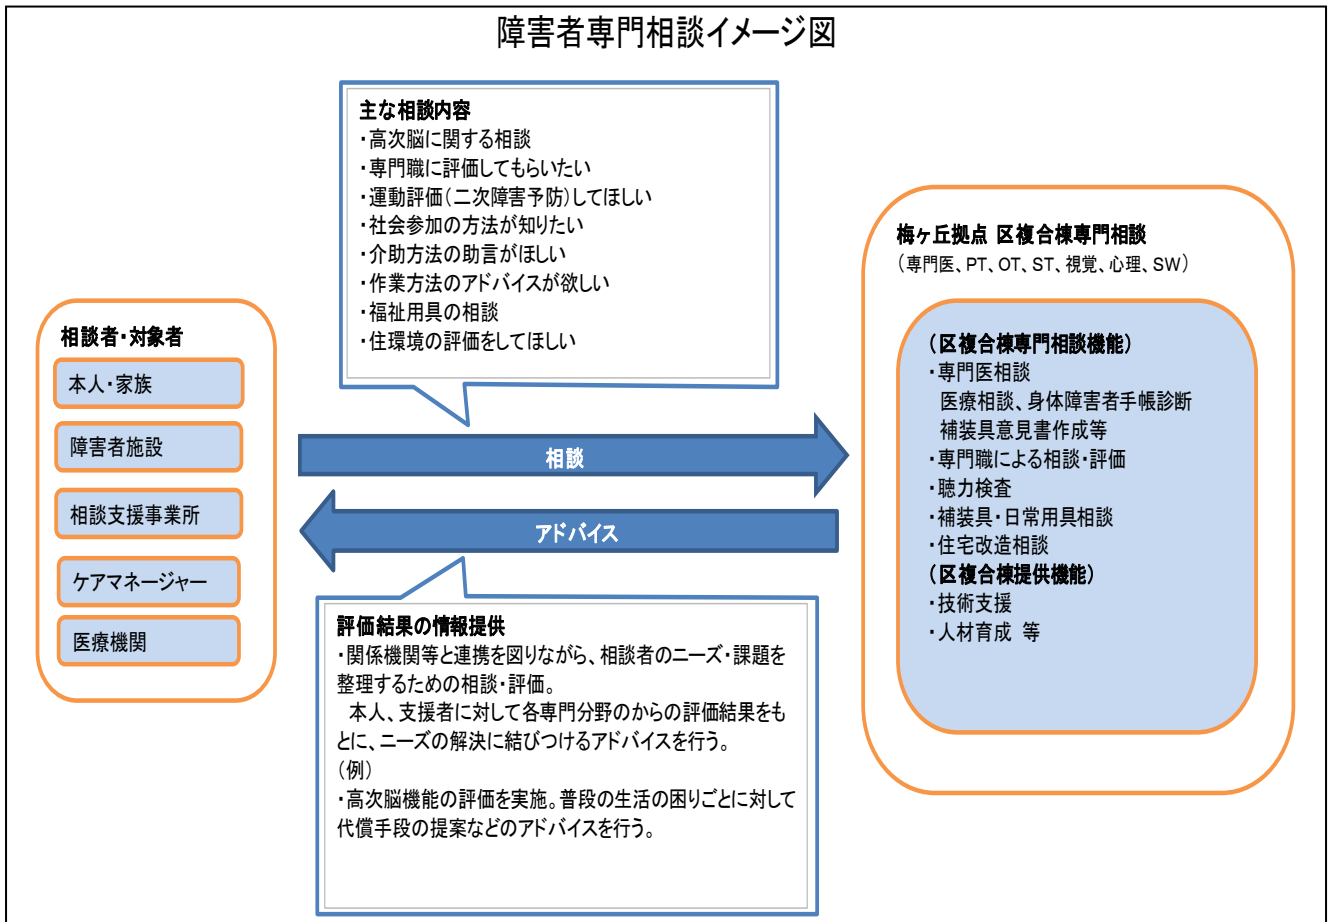 障害者専門相談イメージ図
主な相談内容
・高次脳に関する相談
・専門職に評価してもらいたい
・運動評価(二次障害予防)してほしい
・社会参加の方法が知りたい
・介助方法の助言がほしい
・作業方法のアドバイスが欲しい
・福祉用具の相談
・住環境の評価をしてほしい
相談者・対象者
本人・家族
障害者施設
相談支援事業所
ケアマネージャー
医療機関
相談
アドバイス
評価結果の情報提供
・関係機関等と連携を図りながら、相談者のニーズ・課題を
整理するための相談・評価。
　本人、支援者に対して各専門分野のからの評価結果をも
とに、ニーズの解決に結びつけるアドバイスを行う。
(例)
・高次脳機能の評価を実施。普段の生活の困りごとに対して
代償手段の提案などのアドバイスを行う。
梅ヶ丘拠点 区複合棟専門相談
(専門医、PT、OT、ST、視覚、心理、SW)
(区複合棟専門相談機能)
・専門医相談
医療相談、身体障害者手帳診断
補装具意見書作成等
・専門職による相談・評価
・聴力検査
・補装具・日常用具相談
・住宅改造相談
(区複合棟提供機能)
・技術支援
・人材育成 等